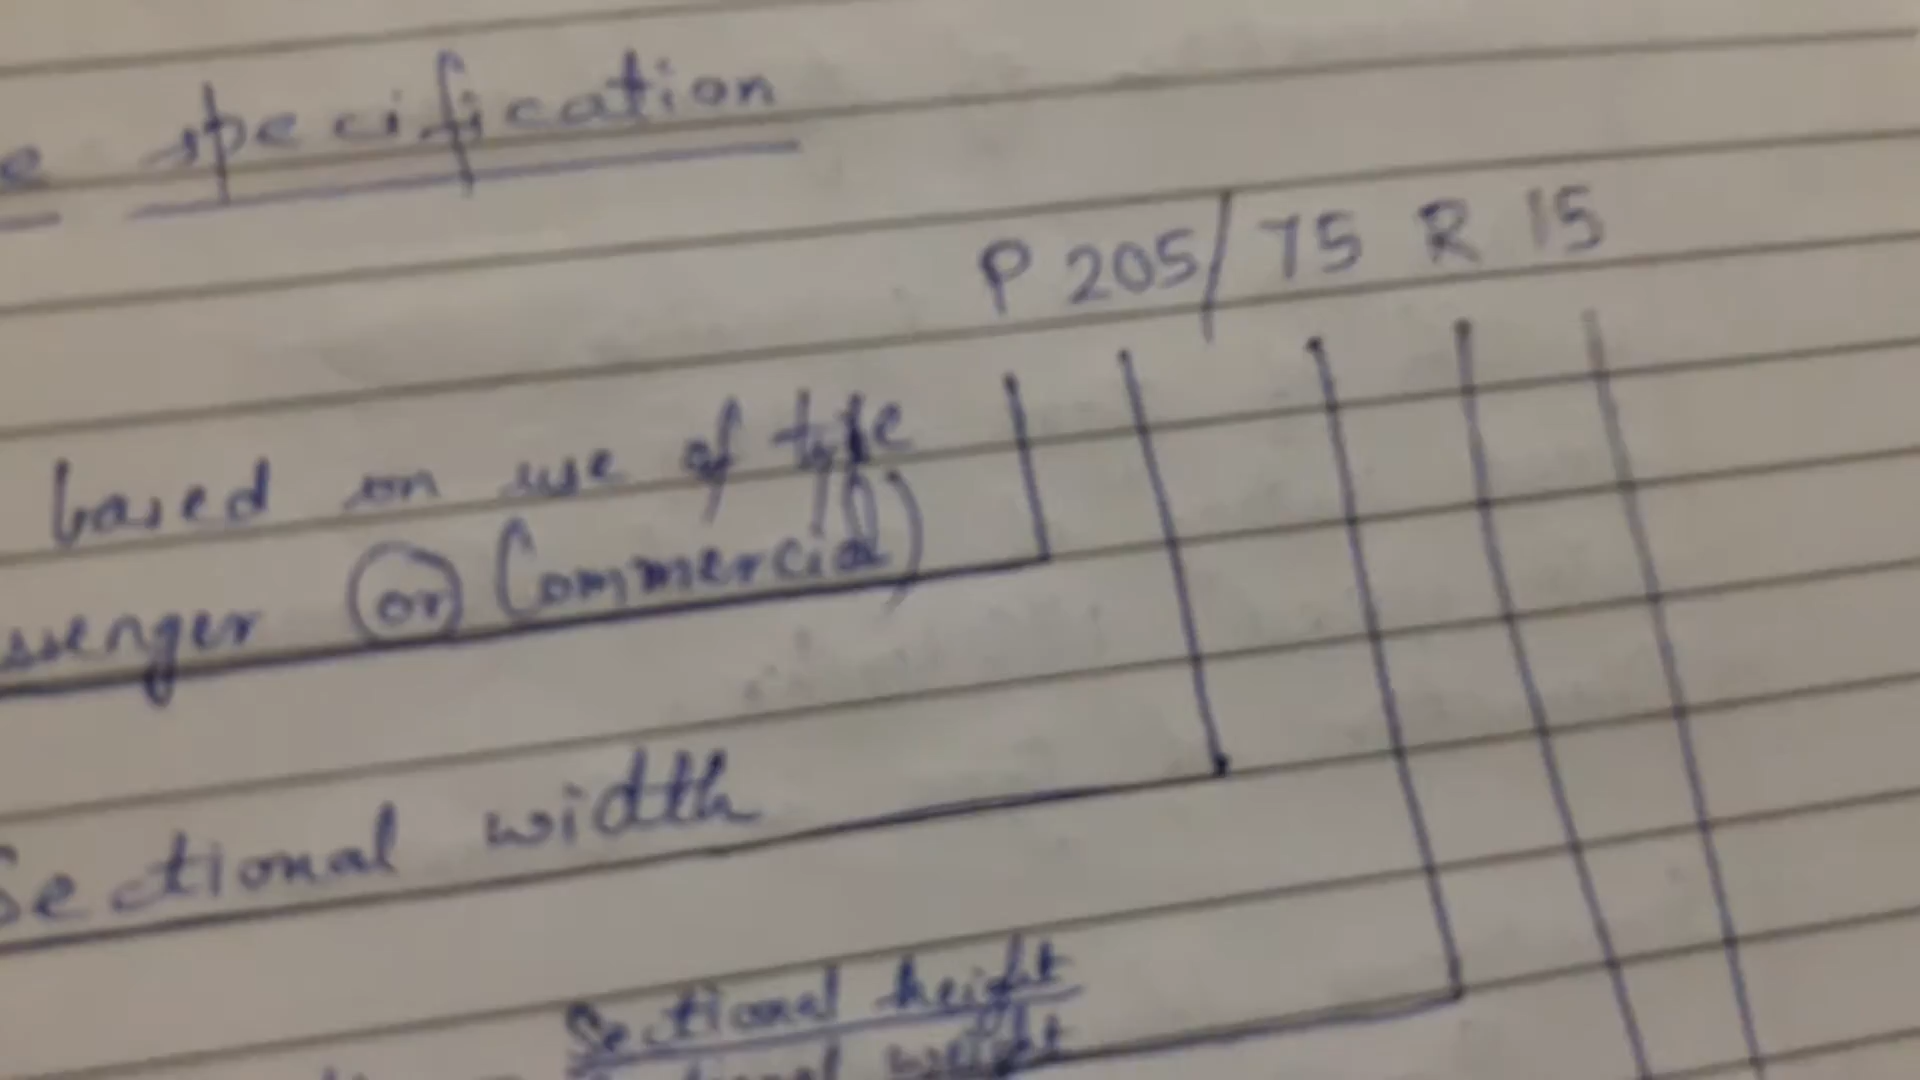 e specification
P 205/ 75 R 15
based on use of tyre
ssenger (or) Commercial)
Sectional width
Sectional height